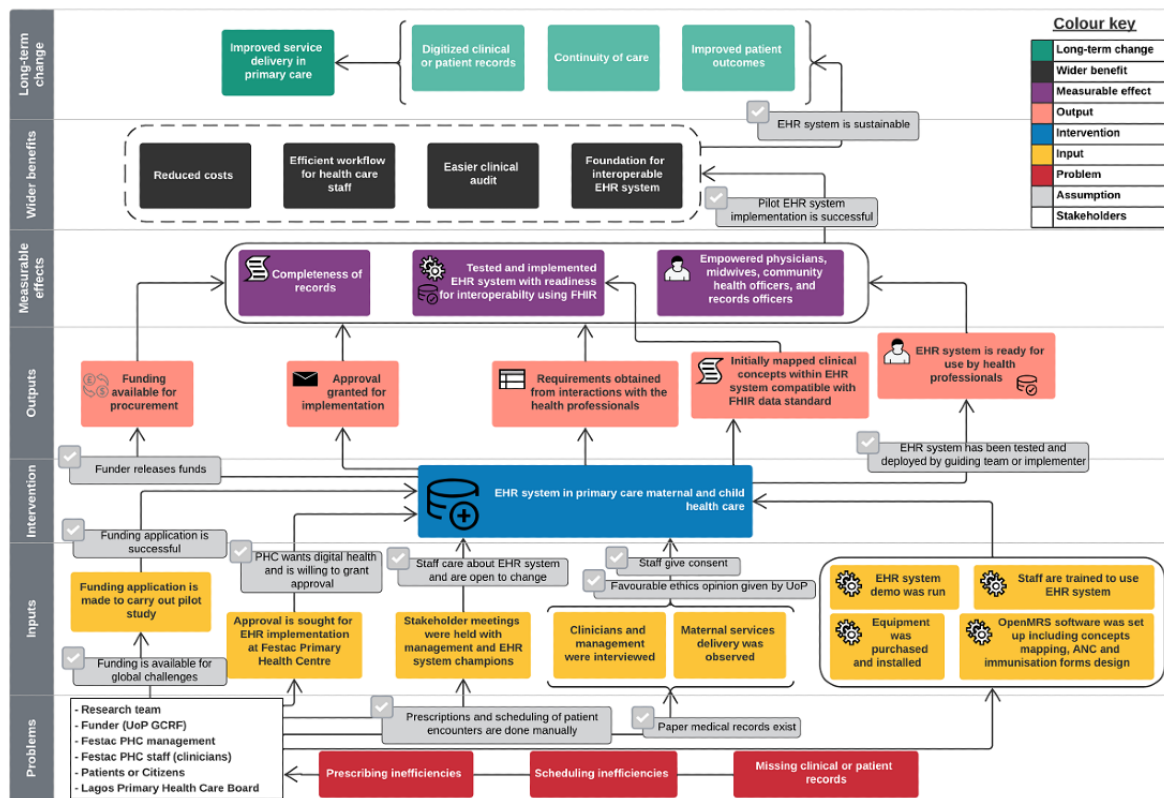 Long-term
change
Improved service
delivery in
primary care
Digitized clinical
or patient records
Continuity of care
Improved patient
outcomes
EHR system is sustainable
Colour key
Long-term change
Wider benefit
Measurable effect
Output
Intervention
Input
Problem
Assumption
Stakeholders
Wider benefits
Reduced costs
Efficient workflow
for health care
staff
Easier clinical
audit
Foundation for
interoperable
EHR system
Pilot EHR system
implementation is successful
Measurable
effects
Completeness of
records
Tested and implemented
EHR system with readiness
for interoperabilty using FHIR
Empowered physicians,
midwives, community
health officers, and
records officers
Outputs
Funding
available for
procurement
Approval
granted for
implementation
Requirements obtained
from interactions with the
health professionals
Initially mapped clinical
concepts within EHR
system compatible with
FHIR data standard
EHR system is ready for
use by health
professionals
Funder releases funds
EHR system has been tested and
deployed by guiding team or implementer
Intervention
EHR system in primary care maternal and child
health care
Funding application is
successful
PHC wants digital health
and is willing to grant
approval
Staff care about EHR system
and are open to change
Staff give consent
Favourable ethics opinion given by UoP
Inputs
Funding application is
made to carry out pilot
study
Approval is sought for
EHR implementation
at Festac Primary
Health Centre
Stakeholder meetings
were held with
management and EHR
system champions
Clinicians and
management
were interviewed
Maternal services
delivery was
observed
EHR system
demo was run
Staff are trained to use
EHR system
Equipment
was
purchased
and installed
OpenMRS software was set
up including concepts
mapping, ANC and
immunisation forms design
Funding is available for
global challenges
Problems
- Research team
- Funder (UoP GCRF)
- Festac PHC management
- Festac PHC staff (clinicians)
- Patients or Citizens
- Lagos Primary Health Care Board
Prescriptions and scheduling of patient
encounters are done manually
Paper medical records exist
Prescribing inefficiencies
Scheduling inefficiencies
Missing clinical or patient
records